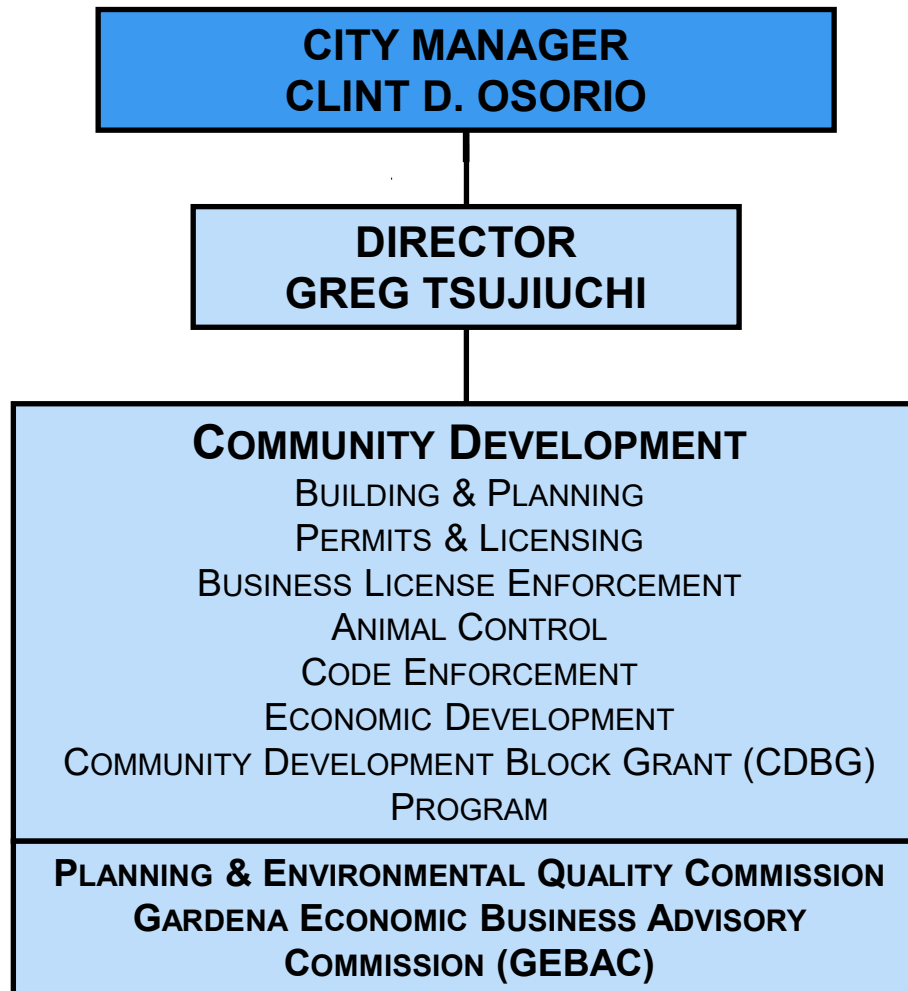 CITY MANAGER
CLINT D. OSORIO
DIRECTOR
GREG TSUJIUCHI
COMMUNITY DEVELOPMENT
BUILDING & PLANNING
PERMITS & LICENSING
BUSINESS LICENSE ENFORCEMENT
ANIMAL CONTROL
CODE ENFORCEMENT
ECONOMIC DEVELOPMENT
COMMUNITY DEVELOPMENT BLOCK GRANT (CDBG)
PROGRAM
PLANNING & ENVIRONMENTAL QUALITY COMMISSION
GARDENA ECONOMIC BUSINESS ADVISORY
COMMISSION (GEBAC)